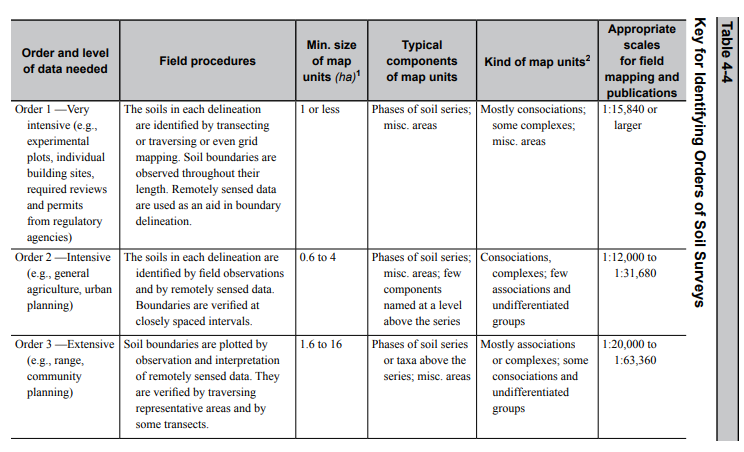 Table 4-4
Key for Identifying Orders of Soil Surveys
Order and level
of data needed
Field procedures
Min. size
of map
units (ha)1
Typical
components
of map units
Kind of map units2
Appropriate
scales
for field
mapping and
publications
Order 1 —Very
intensive (e.g.,
experimental
plots, individual
building sites,
required reviews
and permits
from regulatory
agencies)
The soils in each delineation
are identified by transecting
or traversing or even grid
mapping. Soil boundaries are
observed throughout their
length. Remotely sensed data
are used as an aid in boundary
delineation.
1 or less
Phases of soil series;
misc. areas
Mostly consociations;
some complexes;
misc. areas
1:15,840 or
larger
Order 2 —Intensive
(e.g., general
agriculture, urban
planning)
The soils in each delineation are
identified by field observations
and by remotely sensed data.
Boundaries are verified at
closely spaced intervals.
0.6 to 4
Phases of soil series;
misc. areas; few
components
named at a level
above the series
Consociations,
complexes; few
associations and
undifferentiated
groups
1:12,000 to
1:31,680
Order 3 —Extensive
(e.g., range,
community
planning)
Soil boundaries are plotted by
observation and interpretation
of remotely sensed data. They
are verified by traversing
representative areas and by
some transects.
1.6 to 16
Phases of soil series
or taxa above the
series; misc. areas
Mostly associations
or complexes; some
consociations and
undifferentiated
groups
1:20,000 to
1:63,360